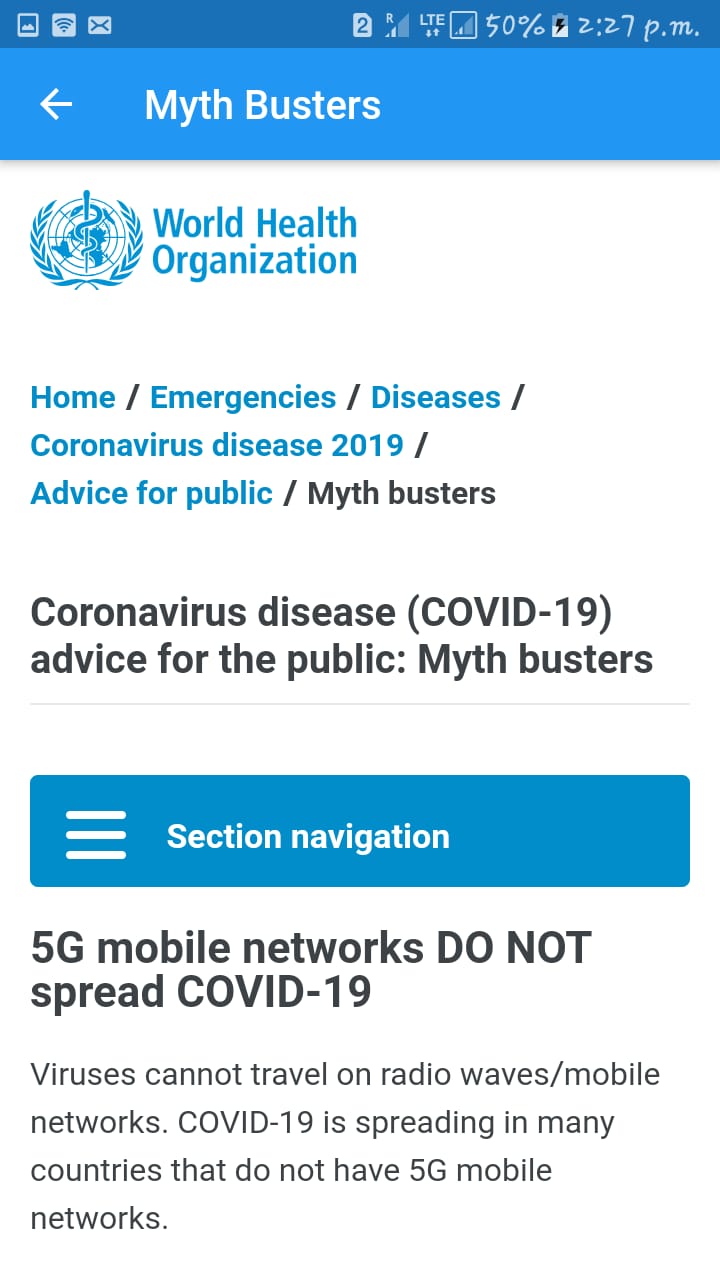 2 R LTE 50% 2:27 p.m.
Myth Busters
World Health
Organization
Home / Emergencies / Diseases /
Coronavirus disease 2019 /
Advice for public / Myth busters
Coronavirus disease (COVID-19)
advice for the public: Myth busters
Section navigation
5G mobile networks DO NOT
spread COVID-19
Viruses cannot travel on radio waves/mobile
networks. COVID-19 is spreading in many
countries that do not have 5G mobile
networks.